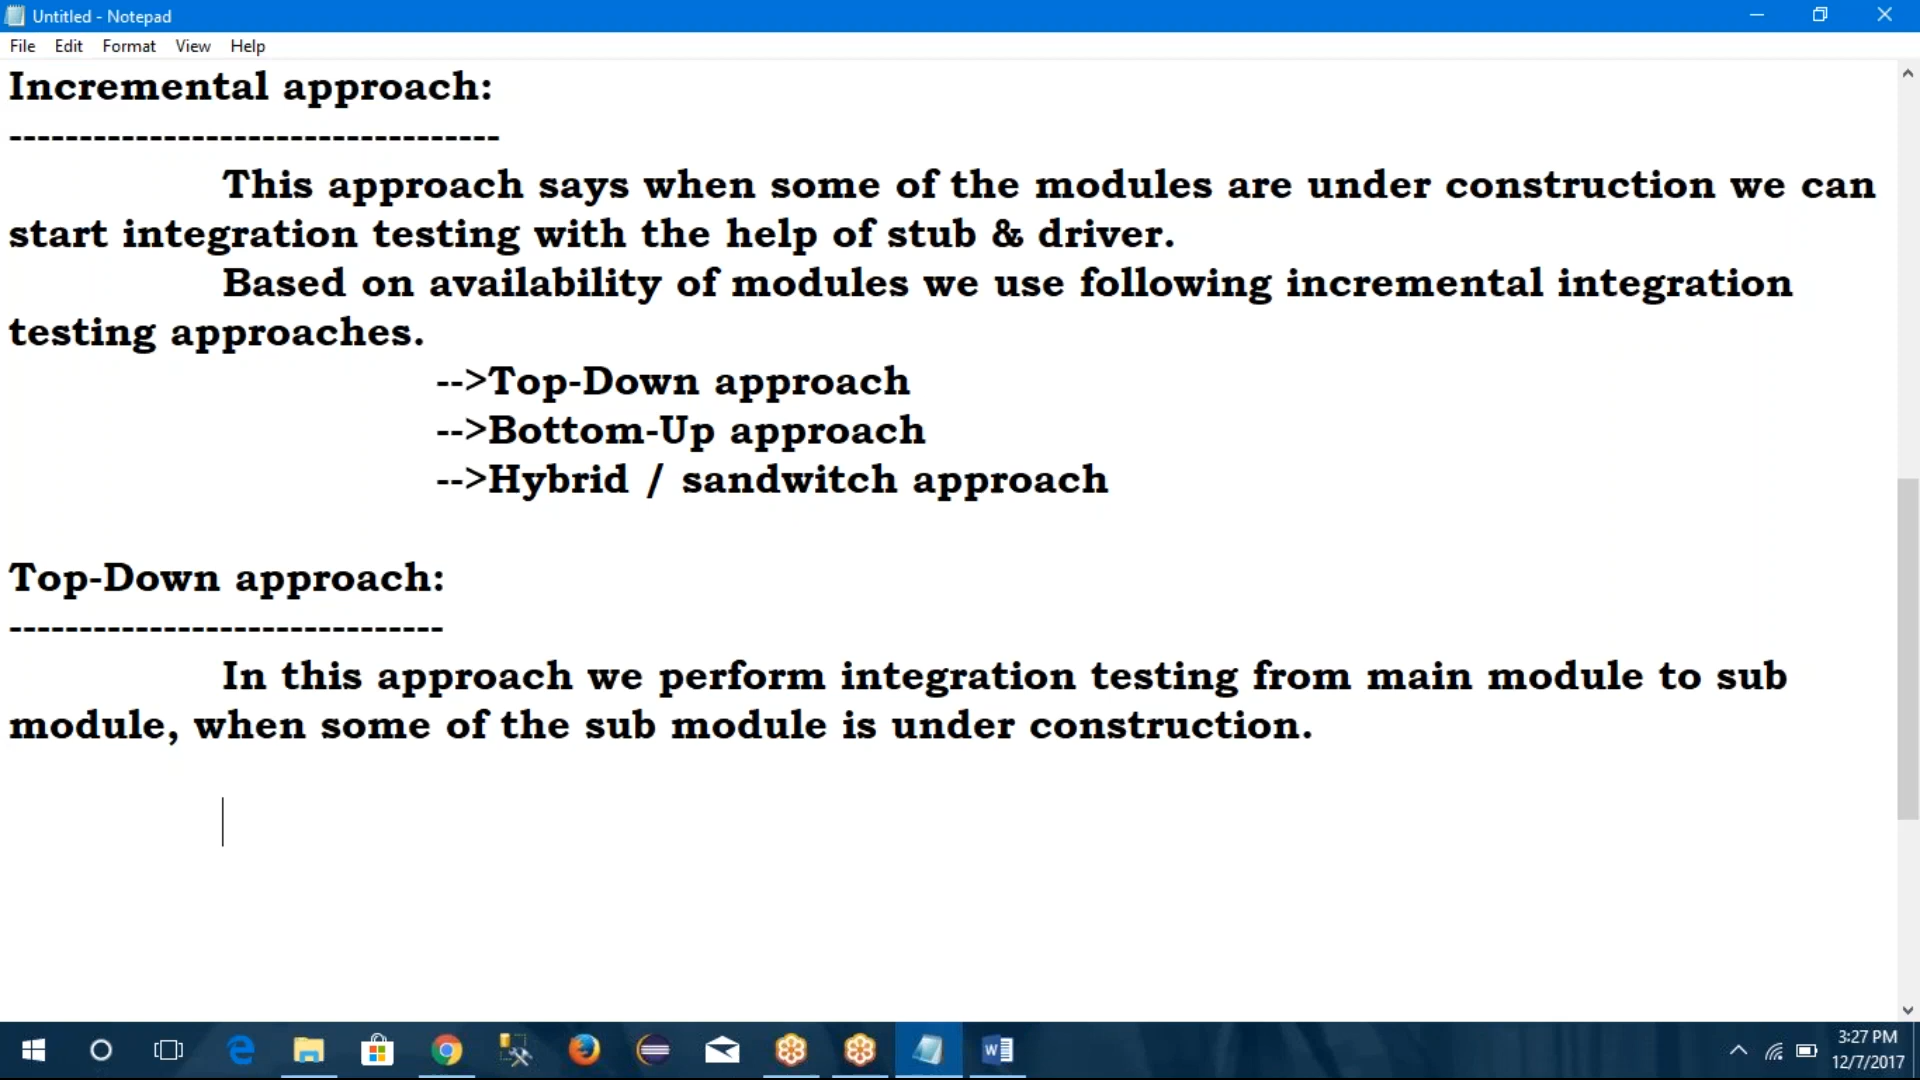 Untitled - Notepad
File Edit Format View Help
Incremental approach:
-----------------------------------
This approach says when some of the modules are under construction we can
start integration testing with the help of stub & driver.
Based on availability of modules we use following incremental integration
testing approaches.
-->Top-Down approach
-->Bottom-Up approach
-->Hybrid / sandwitch approach
Top-Down approach:
-------------------------------
In this approach we perform integration testing from main module to sub
module, when some of the sub module is under construction.
3:27 PM
12/7/2017